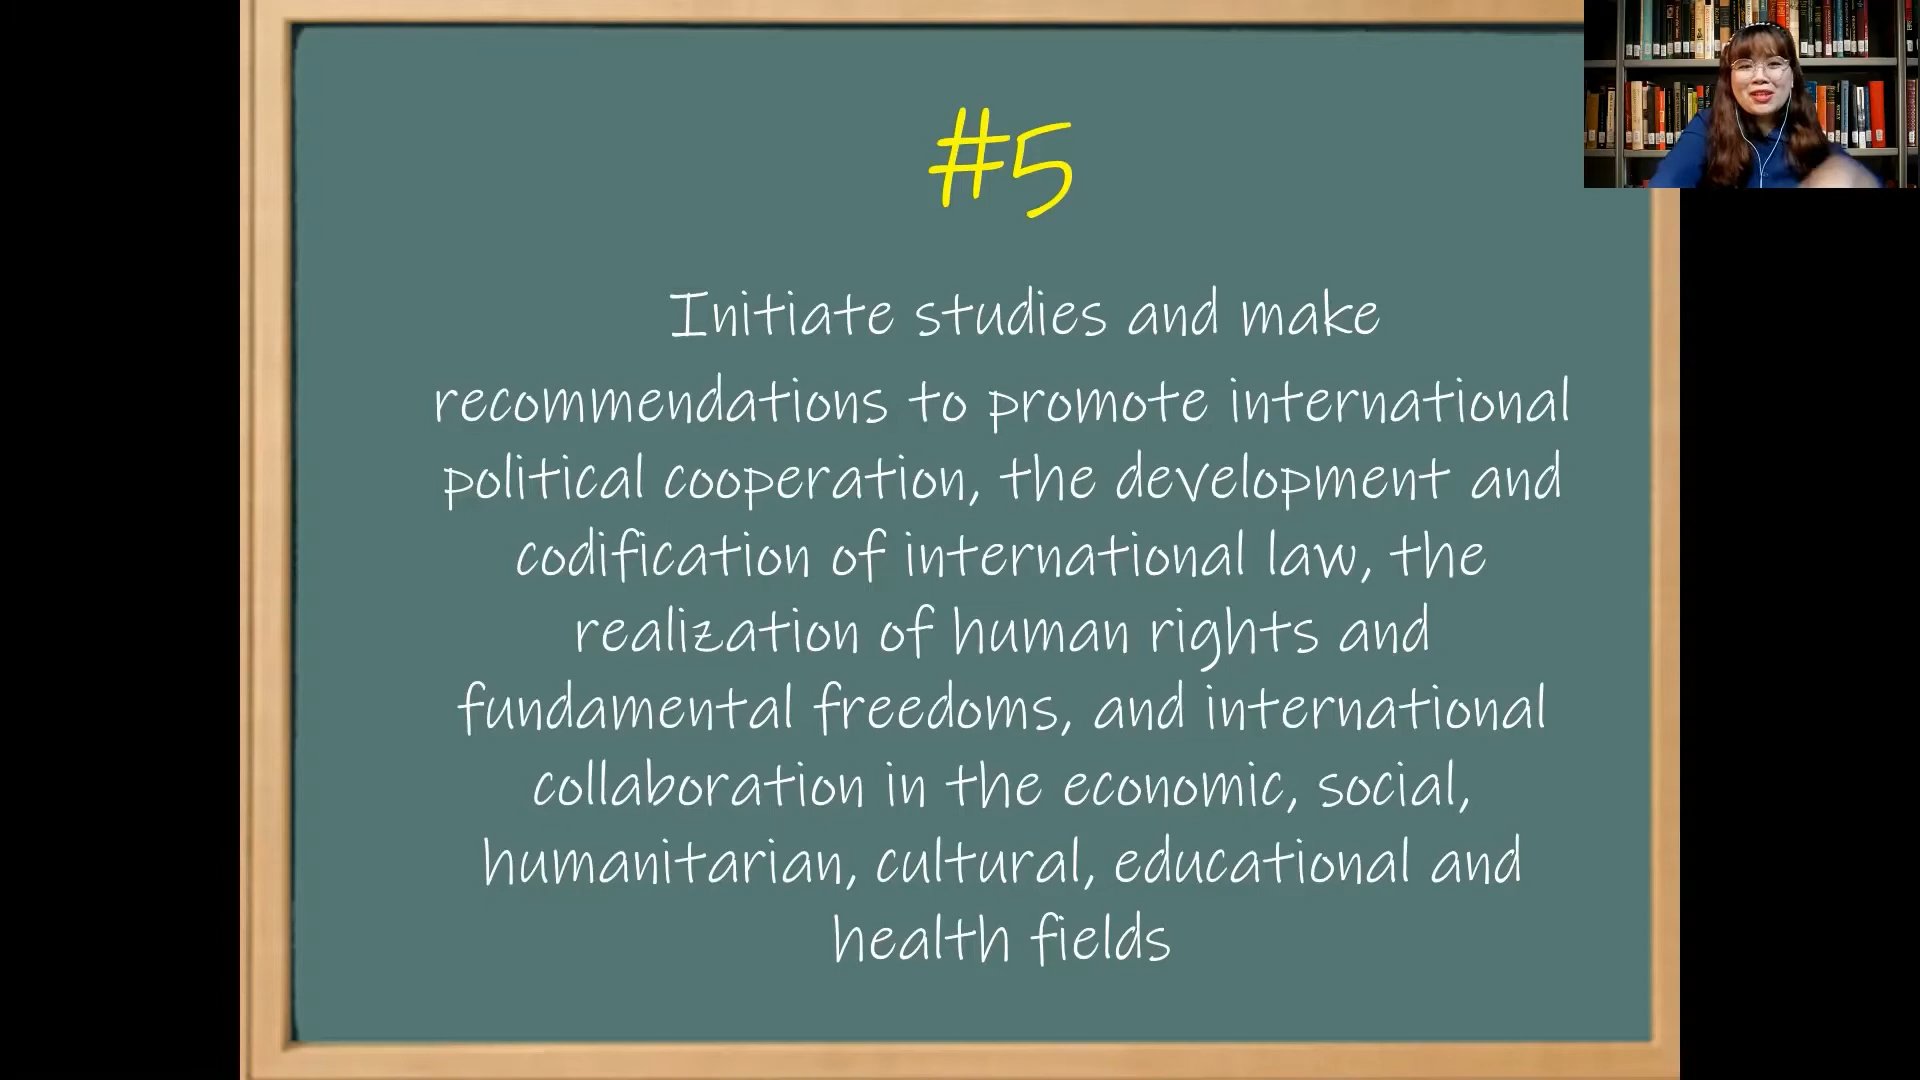 #5
Initiate studies and make
recommendations to promote international
political cooperation, the development and
codification of international law, the
realization of human rights and
fundamental freedoms, and international
collaboration in the economic, social,
humanitarian, cultural, educational and
health fields